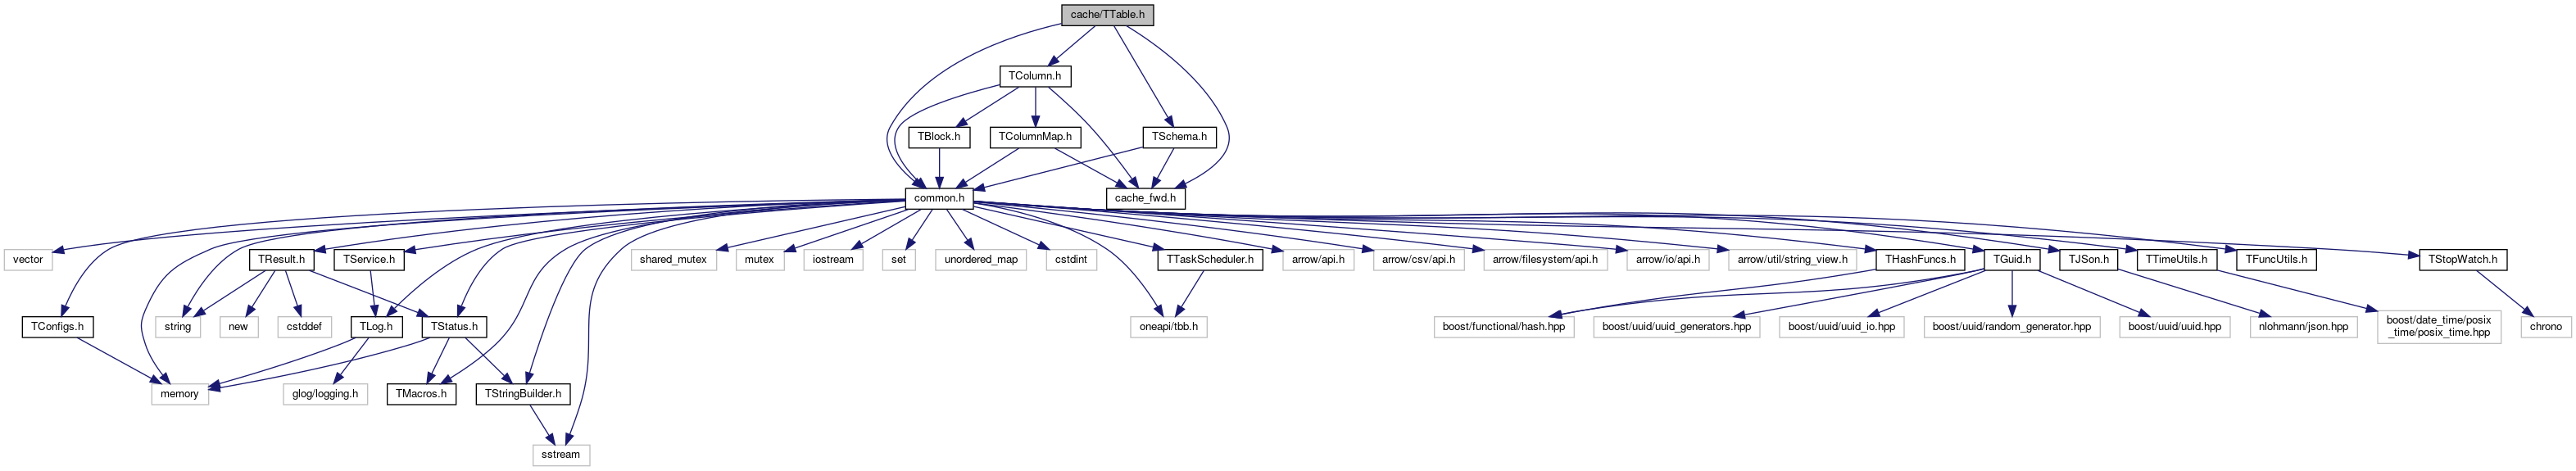 cache/TTable.h
TColumn.h
TBlock.h
TColumnMap.h
TSchema.h
common.h
cache_fwd.h
vector
TResult.h
TService.h
shared_mutex
mutex
iostream
set
unordered_map
cstdint
TTaskScheduler.h
arrow/api.h
arrow/csv/api.h
arrow/filesystem/api.h
arrow/io/api.h
arrow/util/string_view.h
THashFuncs.h
TGuid.h
TJSon.h
TTimeUtils.h
TFuncUtils.h
TStopWatch.h
TConfigs.h
string
new
cstddef
TLog.h
TStatus.h
oneapi/tbb.h
boost/functional/hash.hpp
boost/uuid/uuid_generators.hpp
boost/uuid/uuid_io.hpp
boost/uuid/random_generator.hpp
boost/uuid/uuid.hpp
nlohmann/json.hpp
boost/date_time/posix
_time/posix_time.hpp
chrono
memory
glog/logging.h
TMacros.h
TStringBuilder.h
sstream